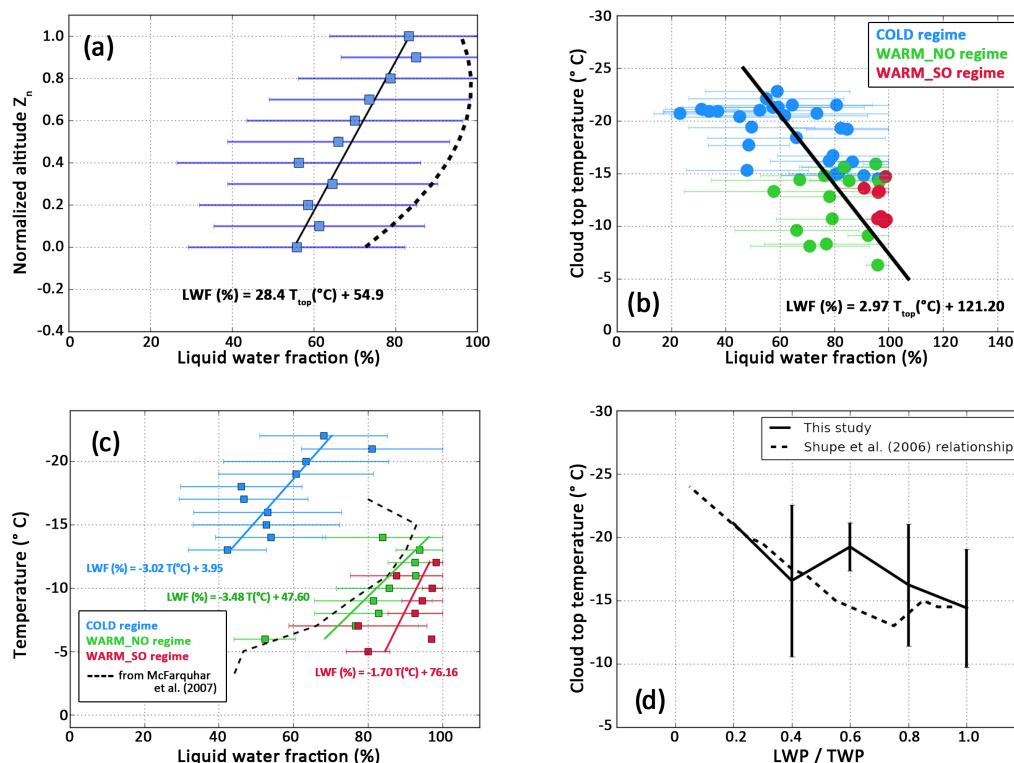 (a)
Normalized altitude Zn
1.0
0.8
0.6
0.4
0.2
0.0
-0.2
-0.4
LWF (%) = 28.4 Ttop(°C) + 54.9
0 20 40 60 80 100
Liquid water fraction (%)
COLD regime
WARM_NO regime
WARM_SO regime
Cloud top temperature (° C)
-30
-25
-20
-15
-10
-5
0
(b)
LWF (%) = 2.97 Ttop(°C) + 121.20
0 20 40 60 80 100 120 140
Liquid water fraction (%)
(c)
Temperature (° C)
-20
-15
-10
-5
0
LWF (%) = -3.02 T(°C) + 3.95
LWF (%) = -3.48 T(°C) + 47.60
COLD regime
WARM_NO regime
WARM_SO regime
from McFarquhar
et al. (2007)
LWF (%) = -1.70 T(°C) + 76.16
0 20 40 60 80 100
Liquid water fraction (%)
This study
Shupe et al. (2006) relationship
Cloud top temperature (° C)
-30
-25
-20
-15
-10
-5
(d)
0.0 0.2 0.4 0.6 0.8 1.0
LWP / TWP